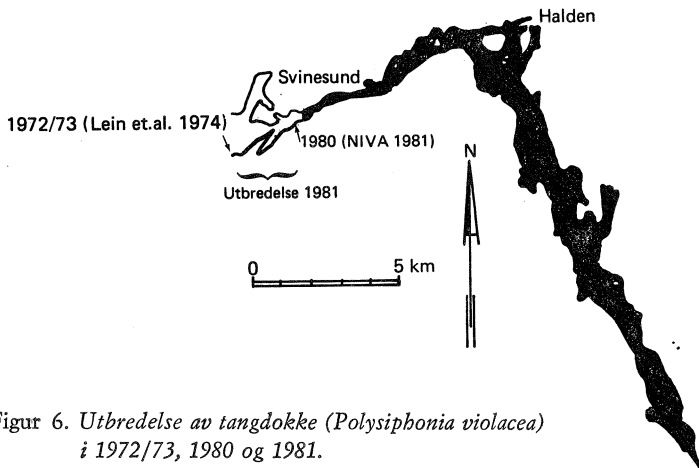 Halden
Svinesund
1972/73 (Lein et.al. 1974)
1980 (NIVA 1981)
N
Utbredelse 1981
0 5 km
igur 6. Utbredelse av tangdokke (Polysiphonia violacea)
i 1972/73, 1980 og 1981.